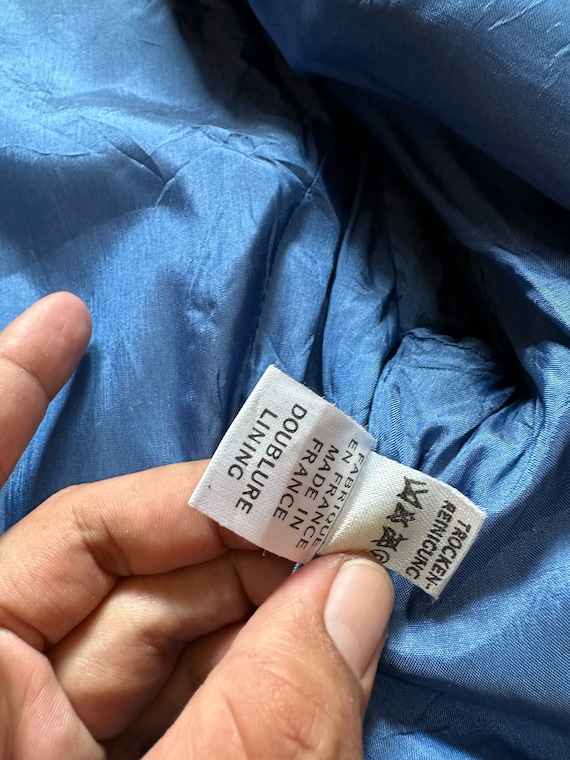 DOUBLURE
LINING
FABRIQUE
EN FRANCE
MADE IN
FRANCE
TROCKEN-
REINIGUNG